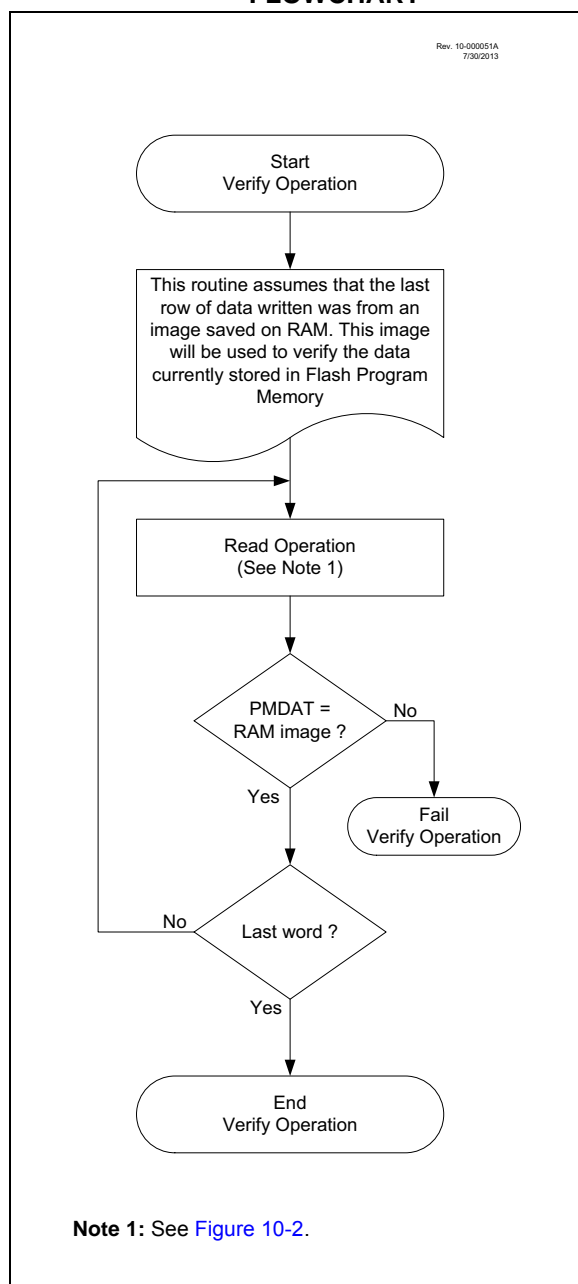 FLOWCHART
Rev. 10-000051A
7/30/2013
Start
Verify Operation
This routine assumes that the last
row of data written was from an
image saved on RAM. This image
will be used to verify the data
currently stored in Flash Program
Memory
Read Operation
(See Note 1)
PMDAT =
RAM image ?
No
Yes
Fail
Verify Operation
Last word ?
No
Yes
End
Verify Operation
Note 1: See Figure 10-2.